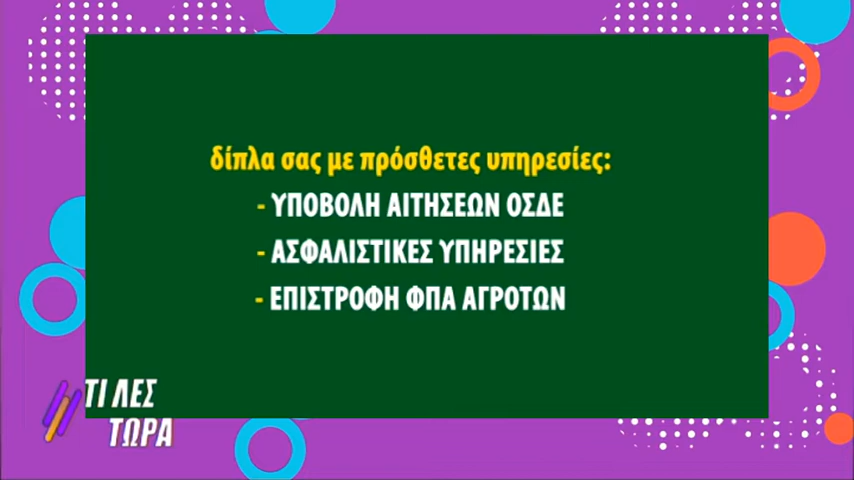 δίπλα σας με πρόσθετες υπηρεσίες:
- ΥΠΟΒΟΛΗ ΑΙΤΗΣΕΩΝ ΟΣΔΕ
- ΑΣΦΑΛΙΣΤΙΚΕΣ ΥΠΗΡΕΣΙΕΣ
- ΕΠΙΣΤΡΟΦΗ ΦΠΑ ΑΓΡΟΤΩΝ
ΤΙ ΛΕΣ
ΤΩΡΑ